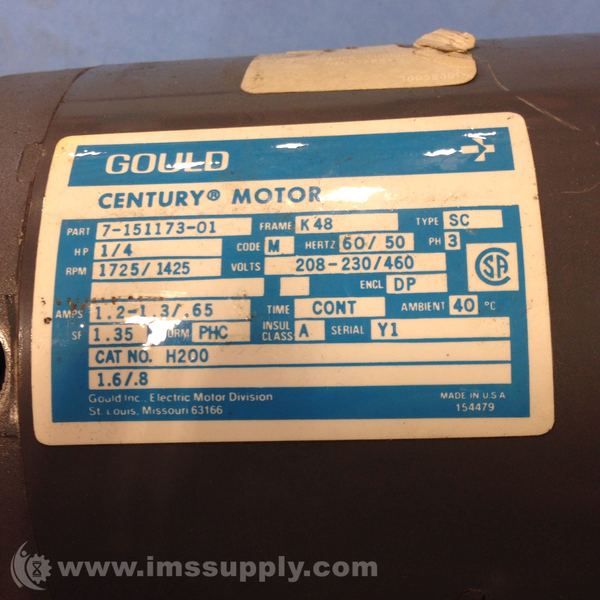 GOULD
CENTURY® MOTOR
PART 7-151173-01 FRAME K48 TYPE SC
HP 1/4 CODE M HERTZ 60/50 PH 3
RPM 1725/1425 VOLTS 208-230/460
ENCL DP
AMPS 1.2-1.3/.65 TIME CONT AMBIENT 40 °C
SF 1.35 FORM PHC INSUL CLASS A SERIAL Y1
CAT NO. H200
1.6/.8
Gould Inc., Electric Motor Division
St. Louis, Missouri 63166
MADE IN U.S.A
154479
http://www.imssupply.com/